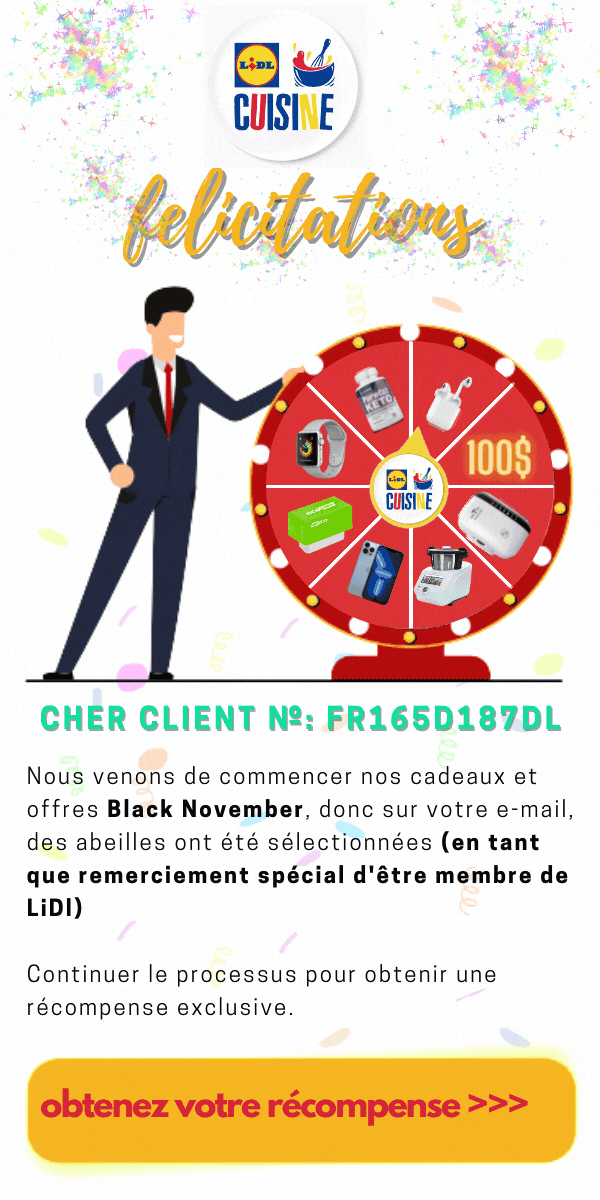 LiDL
CUISINE
felicitations
KETO
100$
LiDL
CUISINE
CHER CLIENT Nº: FR165D187DL
Nous venons de commencer nos cadeaux et
offres Black November, donc sur votre e-mail,
des abeilles ont été sélectionnées (en tant
que remerciement spécial d'être membre de
LiDl)
Continuer le processus pour obtenir une
récompense exclusive.
obtenez votre récompense >>>